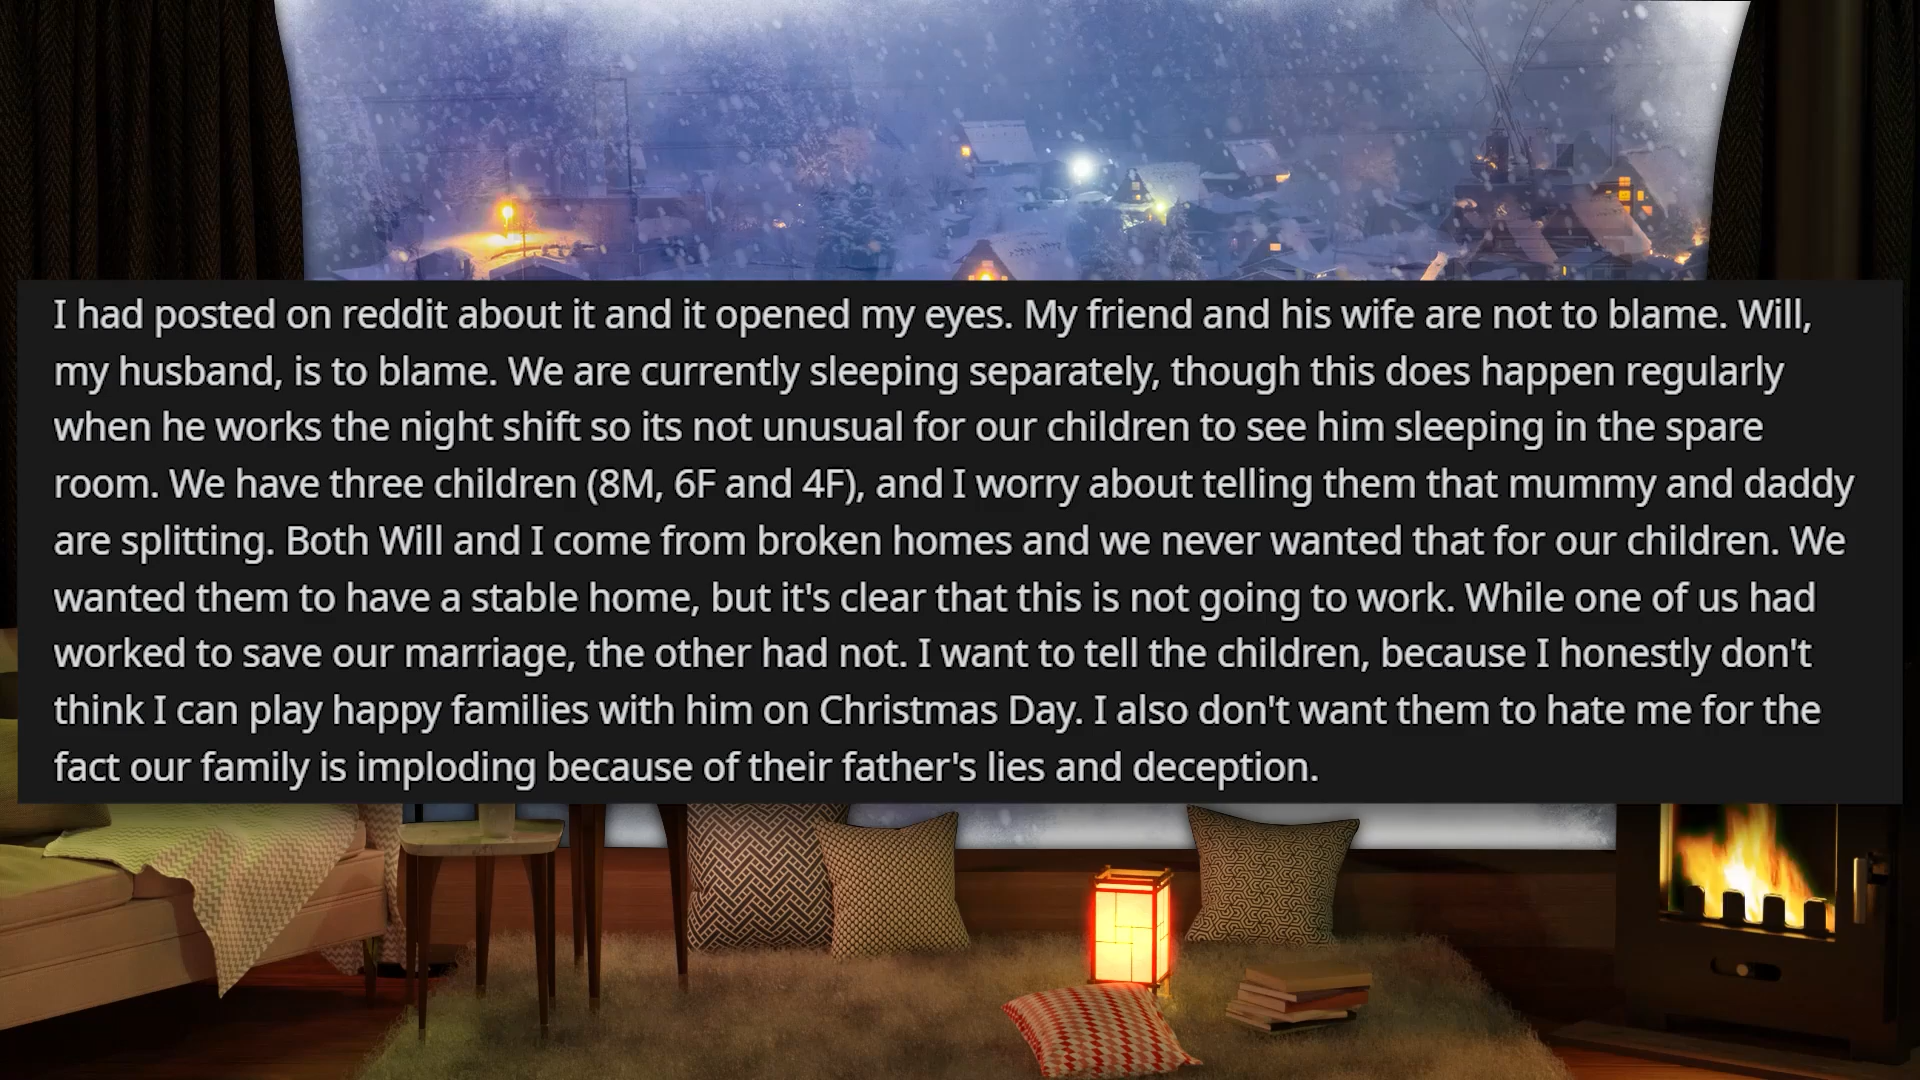 I had posted on reddit about it and it opened my eyes. My friend and his wife are not to blame. Will,
my husband, is to blame. We are currently sleeping separately, though this does happen regularly
when he works the night shift so its not unusual for our children to see him sleeping in the spare
room. We have three children (8M, 6F and 4F), and I worry about telling them that mummy and daddy
are splitting. Both Will and I come from broken homes and we never wanted that for our children. We
wanted them to have a stable home, but it's clear that this is not going to work. While one of us had
worked to save our marriage, the other had not. I want to tell the children, because I honestly don't
think I can play happy families with him on Christmas Day. I also don't want them to hate me for the
fact our family is imploding because of their father's lies and deception.